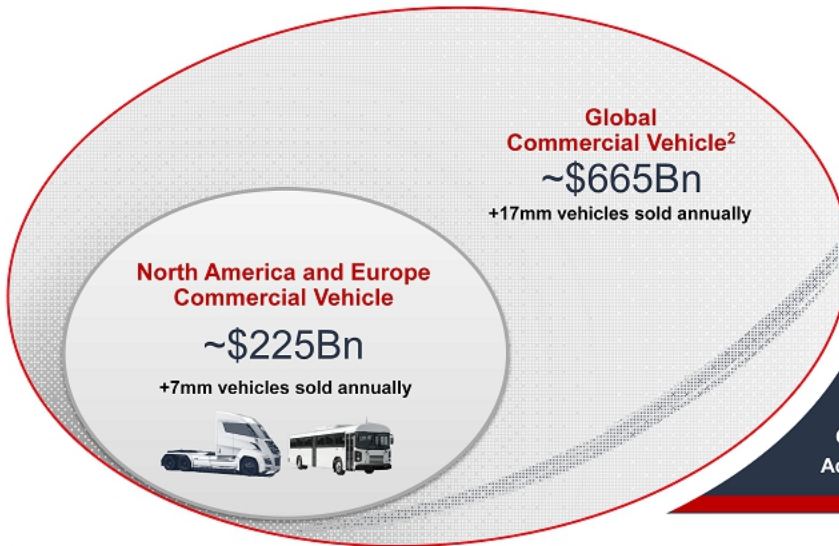 Global
Commercial Vehicle²
~$665Bn
+17mm vehicles sold annually
North America and Europe
Commercial Vehicle
~$225Bn
+7mm vehicles sold annually